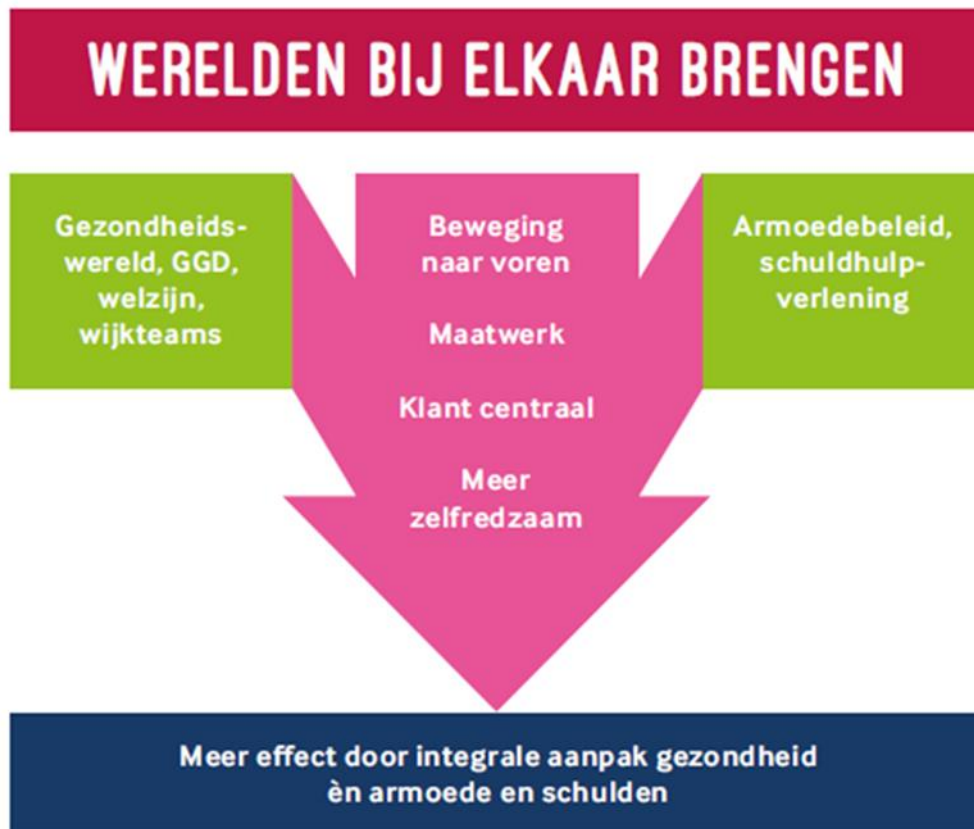 WERELDEN BIJ ELKAAR BRENGEN
Gezondheids-
wereld, GGD,
welzijn,
wijkteams
Beweging
naar voren
Maatwerk
Klant centraal
Meer
zelfredzaam
Armoedebeleid,
schuldhulp-
verlening
Meer effect door integrale aanpak gezondheid
èn armoede en schulden